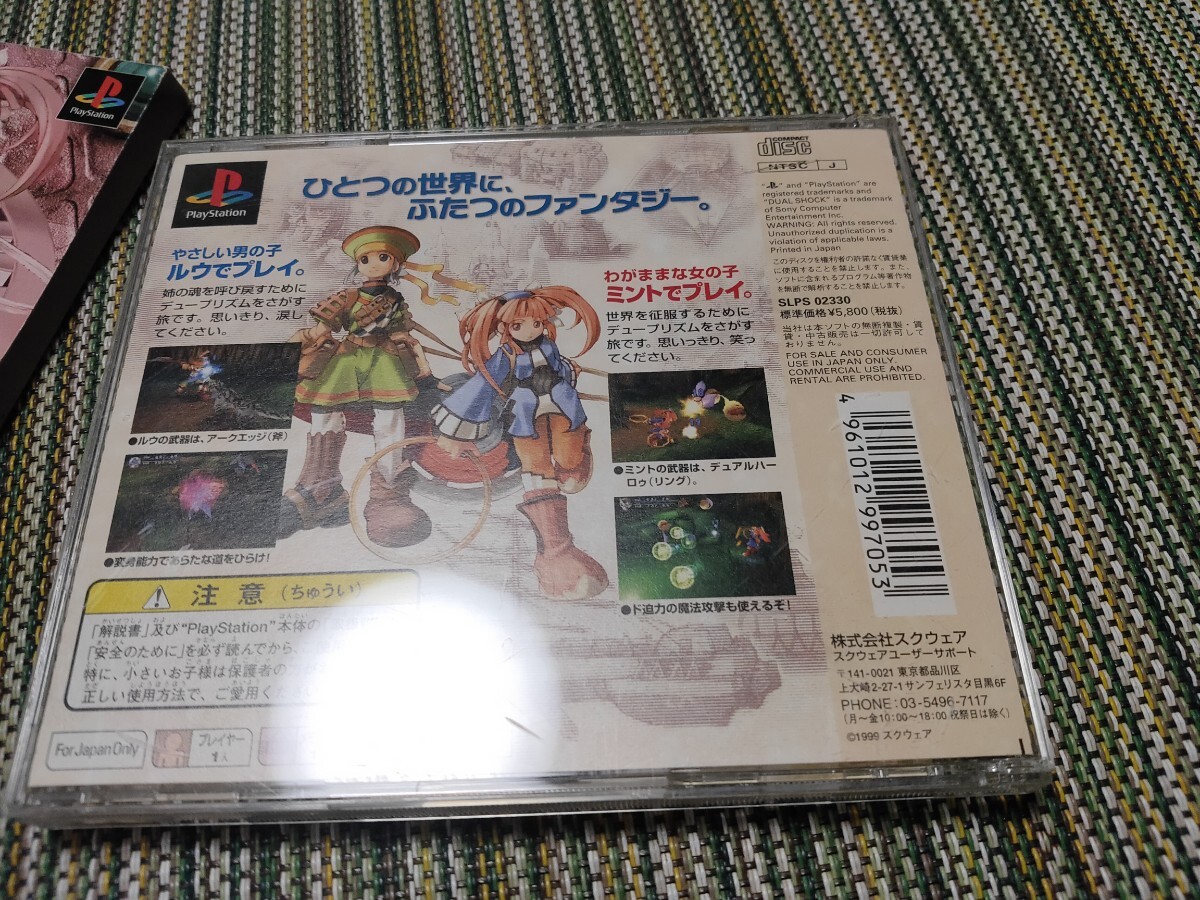 PlayStation
PlayStation
ひとつの世界に、
ふたつのファンタジー。
やさしい男の子
ルウでプレイ。
姉の魂を呼び戻すために
デュープリズムをさがす
旅です。思いきり、涙し
てください。
●ルウの武器は、アークエッジ(斧)
●変身能力であらたな道をひらけ!
わがままな女の子
ミントでプレイ。
世界を征服するために
デュープリズムをさがす
旅です。思いっきり、笑っ
てください。
●ミントの武器は、デュアルハー
ロゥ(リング)。
●ド迫力の魔法攻撃も使えるぞ!
注意(ちゅうい)
「解説書」及び“PlayStation”本体の
「安全のために」を必ず読んでから、
特に、小さいお子様は保護者の
正しい使用方法で、ご愛用く
For Japan Only
プレイヤー
1人
COMPACT
disc
NTSC J
“PS” and “PlayStation” are
registered trademarks and
“DUAL SHOCK” is a trademark
of Sony Computer
Entertainment Inc.
WARNING: All rights reserved.
Unauthorized duplication is a
violation of applicable laws.
Printed in Japan
このディスクを権利者の許諾なく賃貸業
に使用することを禁止します。また、
ソフトに含まれるプログラム等著作物
を無断で解析することを禁止します。
SLPS 02330
標準価格¥5,800(税抜)
当社は本ソフトの無断複製・賃
貸・中古販売は一切許可して
おりません。
FOR SALE AND CONSUMER
USE IN JAPAN ONLY.
COMMERCIAL USE AND
RENTAL ARE PROHIBITED.
4961012997053
株式会社スクウェア
スクウェアユーザーサポート
〒141-0021 東京都品川区
上大崎2-27-1サンフェリスタ目黒6F
PHONE: 03-5496-7117
(月〜金10:00〜18:00 祝祭日は除く)
©1999 スクウェア